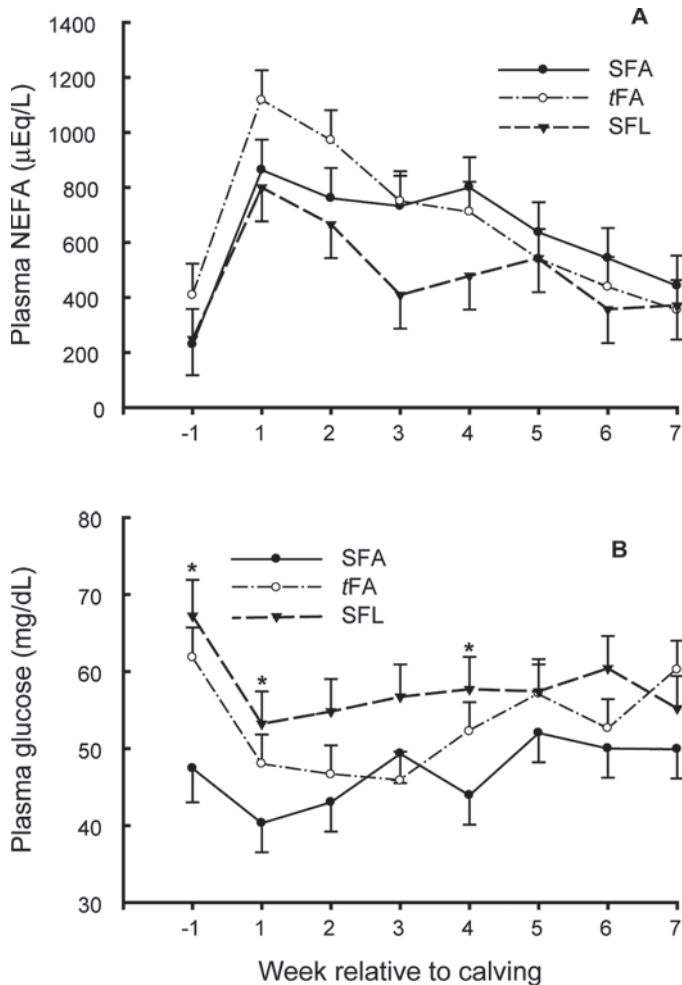 A
1400
1200
1000
800
600
400
200
0
Plasma NEFA (µEq/L)
SFA
tFA
SFL
-1 1 2 3 4 5 6 7
B
80
70
60
50
40
30
Plasma glucose (mg/dL)
SFA
tFA
SFL
*
*
*
-1 1 2 3 4 5 6 7
Week relative to calving